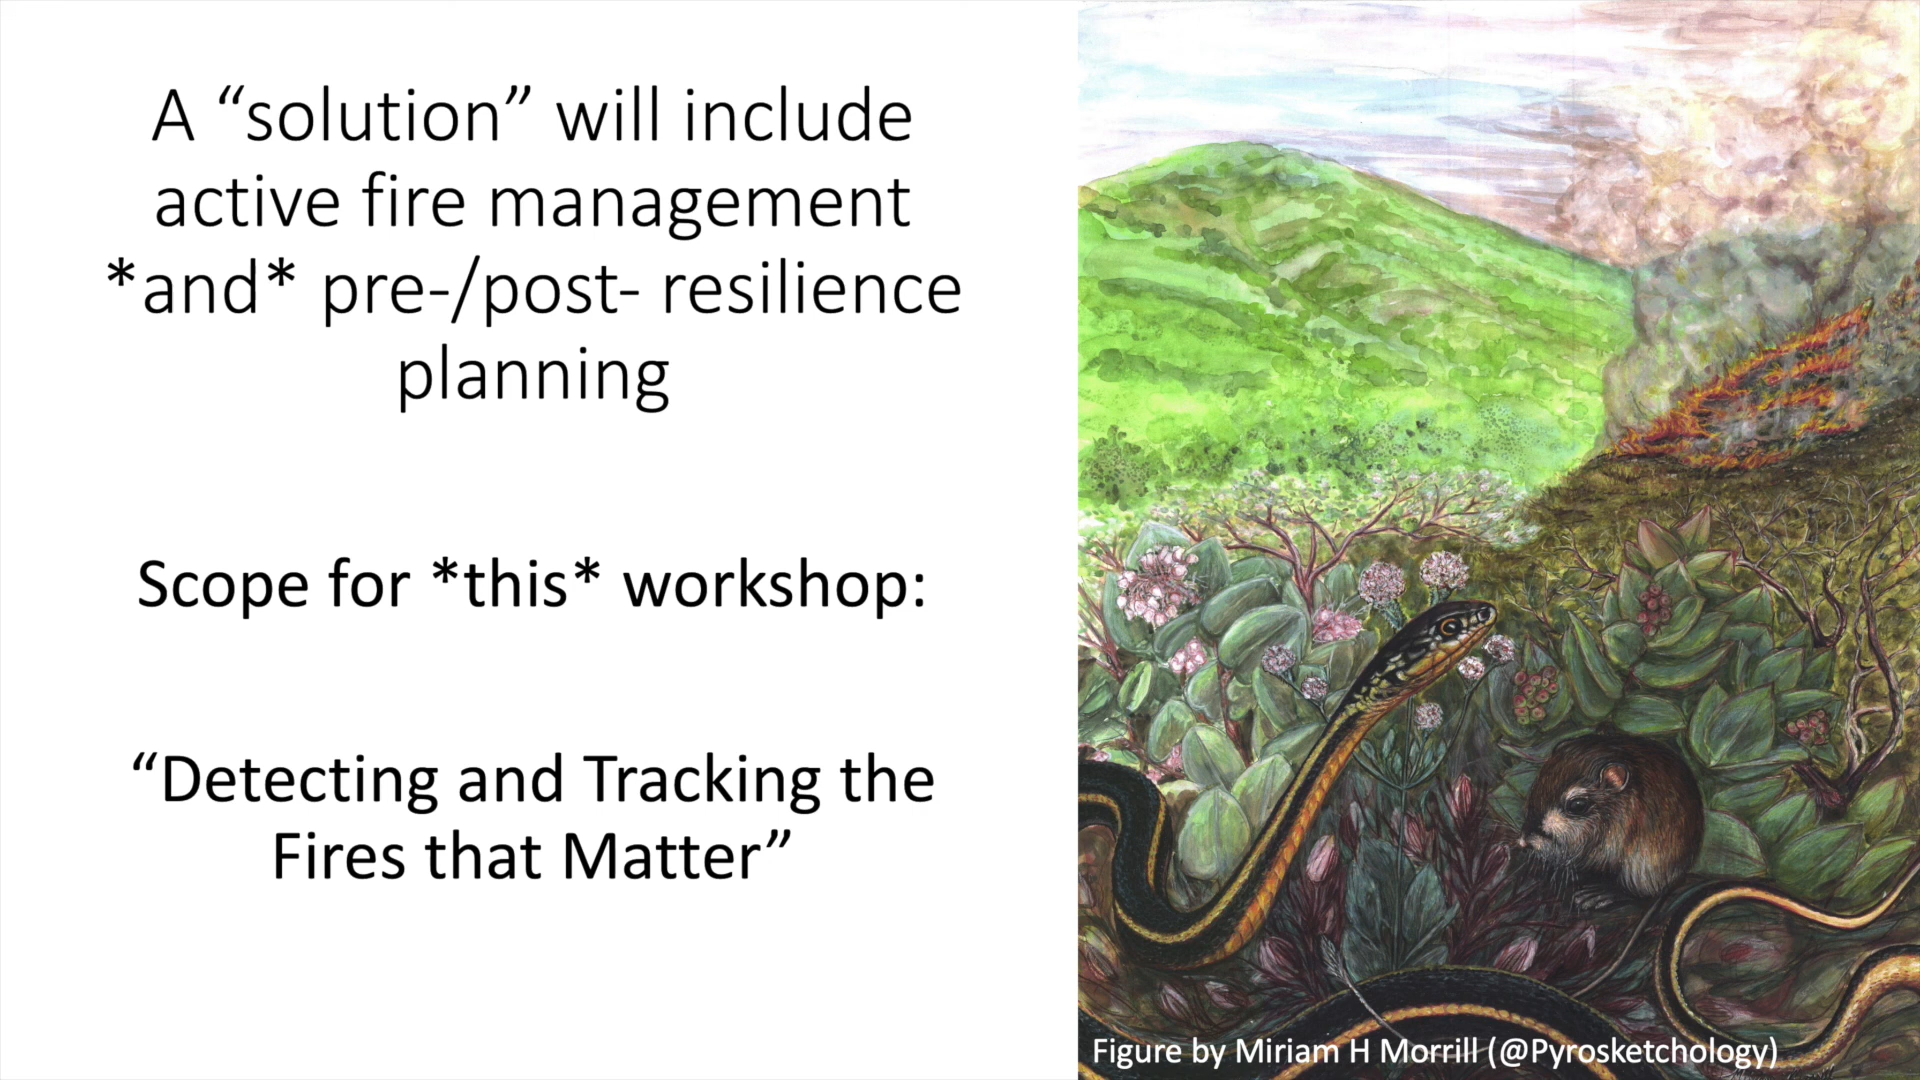 A “solution” will include
active fire management
*and* pre-/post- resilience
planning
Scope for *this* workshop:
“Detecting and Tracking the
Fires that Matter”
Figure by Miriam H Morrill (@Pyrosketchology)